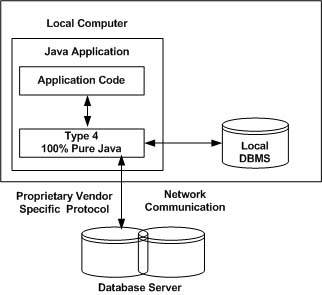 Local Computer
Java Application
Application Code
Type 4
100% Pure Java
Local
DBMS
Proprietary Vendor
Specific Protocol
Network
Communication
Database Server